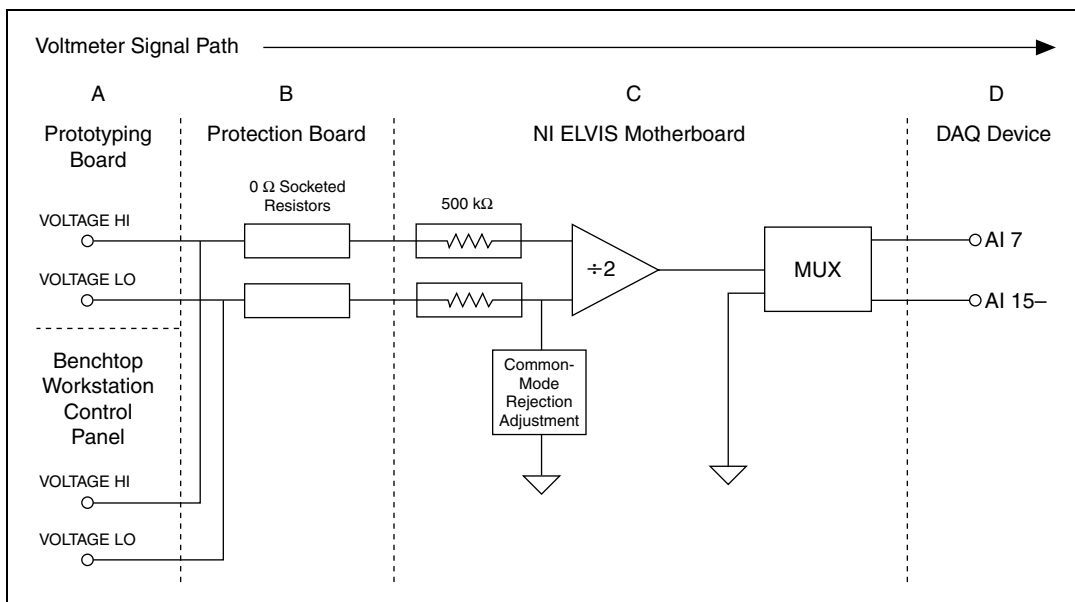 Voltmeter Signal Path
A
B
C
D
Prototyping
Board
Protection Board
NI ELVIS Motherboard
DAQ Device
0 Ω Socketed
Resistors
500 kΩ
VOLTAGE HI
VOLTAGE LO
÷2
MUX
AI 7
AI 15–
Common-
Mode
Rejection
Adjustment
Benchtop
Workstation
Control
Panel
VOLTAGE HI
VOLTAGE LO